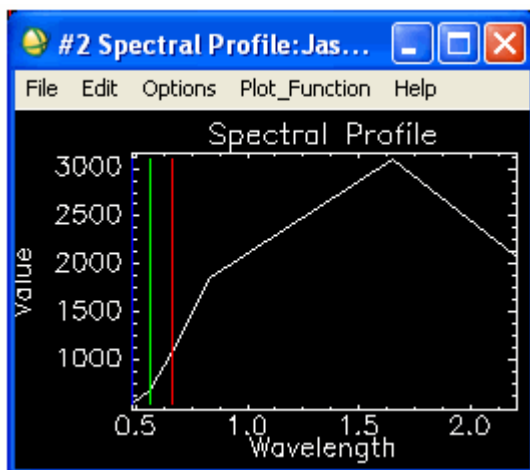 #2 Spectral Profile:Jas...
File Edit Options Plot_Function Help
Spectral Profile
3000
2500
2000
1500
1000
Value
0.5 1.0 1.5 2.0
Wavelength